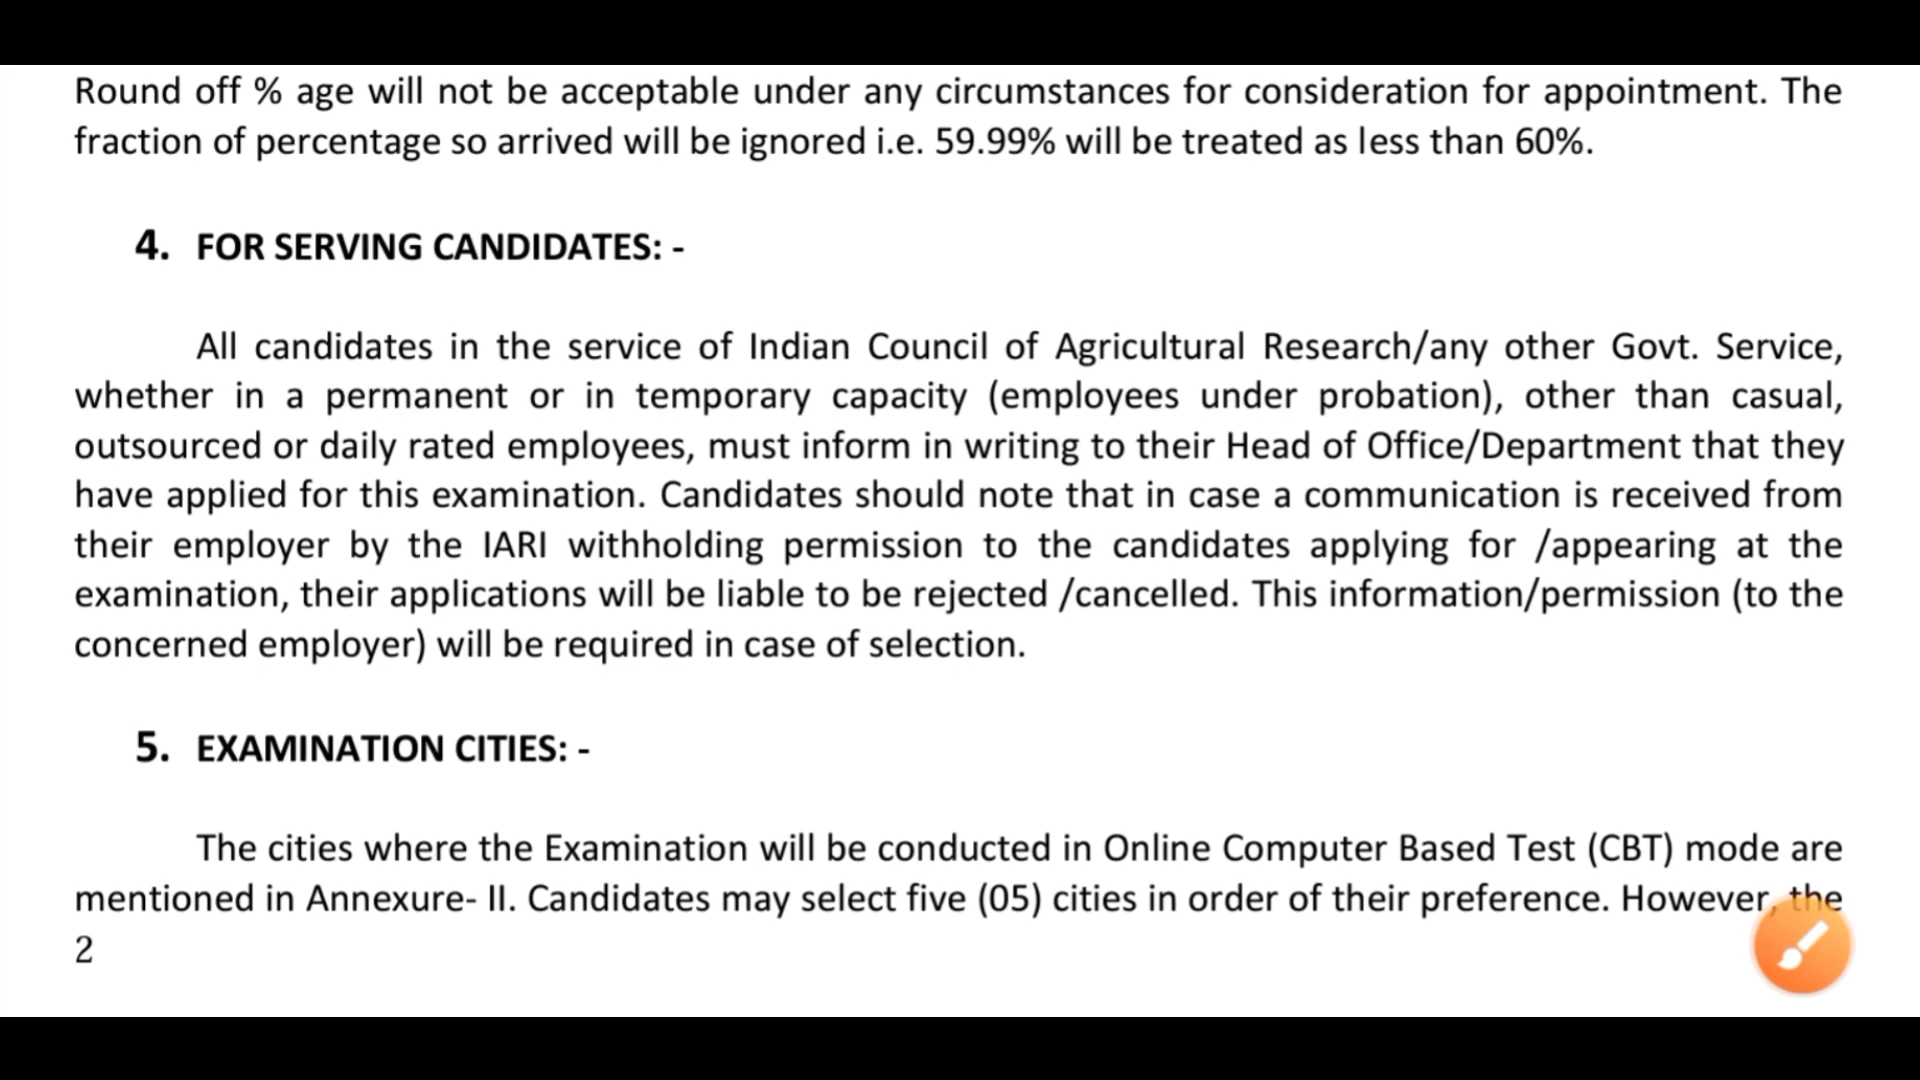 Round off % age will not be acceptable under any circumstances for consideration for appointment. The
fraction of percentage so arrived will be ignored i.e. 59.99% will be treated as less than 60%.
4. FOR SERVING CANDIDATES: -
All candidates in the service of Indian Council of Agricultural Research/any other Govt. Service,
whether in a permanent or in temporary capacity (employees under probation), other than casual,
outsourced or daily rated employees, must inform in writing to their Head of Office/Department that they
have applied for this examination. Candidates should note that in case a communication is received from
their employer by the IARI withholding permission to the candidates applying for /appearing at the
examination, their applications will be liable to be rejected /cancelled. This information/permission (to the
concerned employer) will be required in case of selection.
5. EXAMINATION CITIES: -
The cities where the Examination will be conducted in Online Computer Based Test (CBT) mode are
mentioned in Annexure- II. Candidates may select five (05) cities in order of their preference. However, the
2